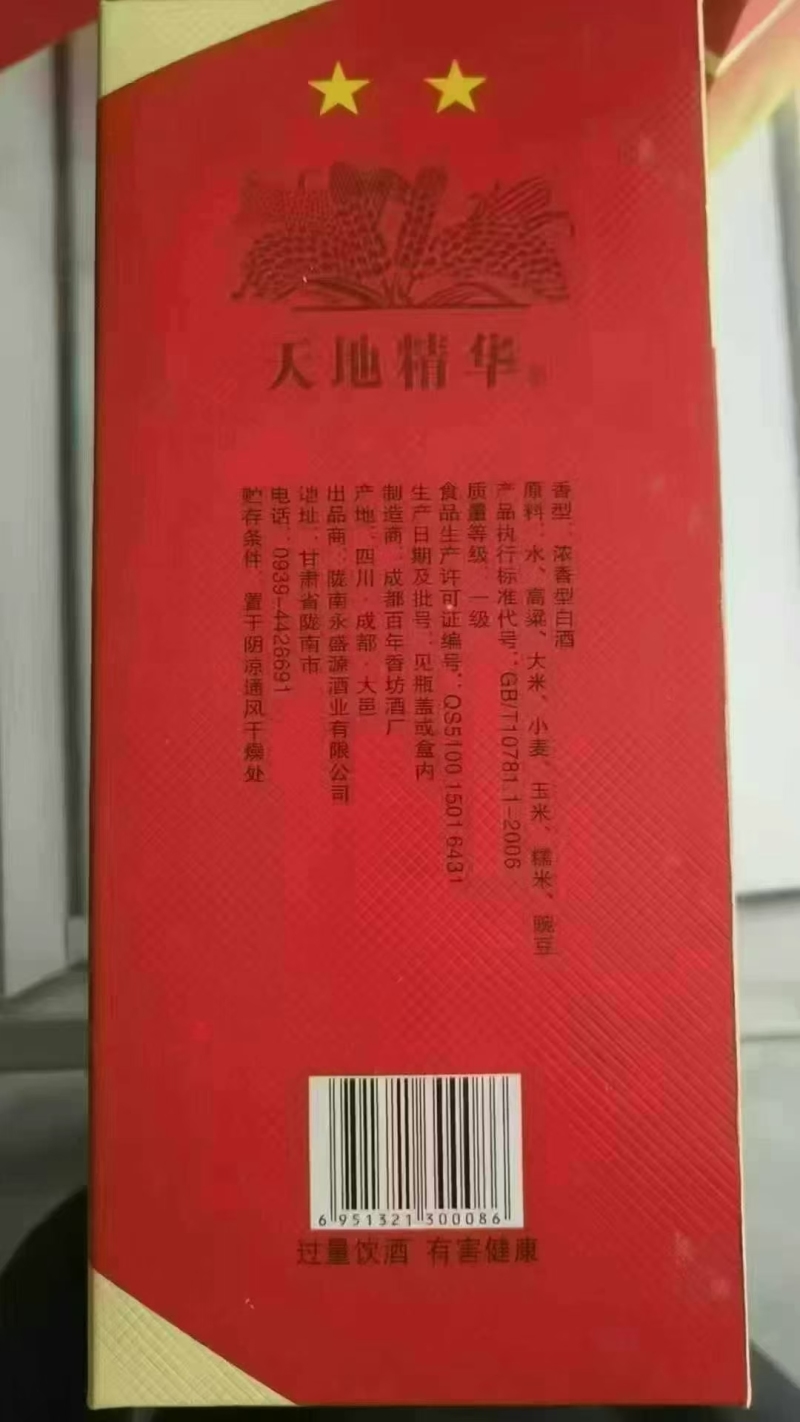 天地精华
香型：浓香型白酒
原料：水、高粱、大米、小麦、玉米、糯米、豌豆
产品执行标准代号：GB/T10781.1-2006
质量等级：一级
食品生产许可证编号：QS5100 1501 6431
生产日期及批号：见瓶盖或盒内
制造商：成都百年香坊酒厂
产地：四川·成都·大邑
出品商：陇南永盛源酒业有限公司
地址：甘肃省陇南市
电话：0939-4426691
贮存条件：置于阴凉通风干燥处
6 951321 300086
过量饮酒 有害健康